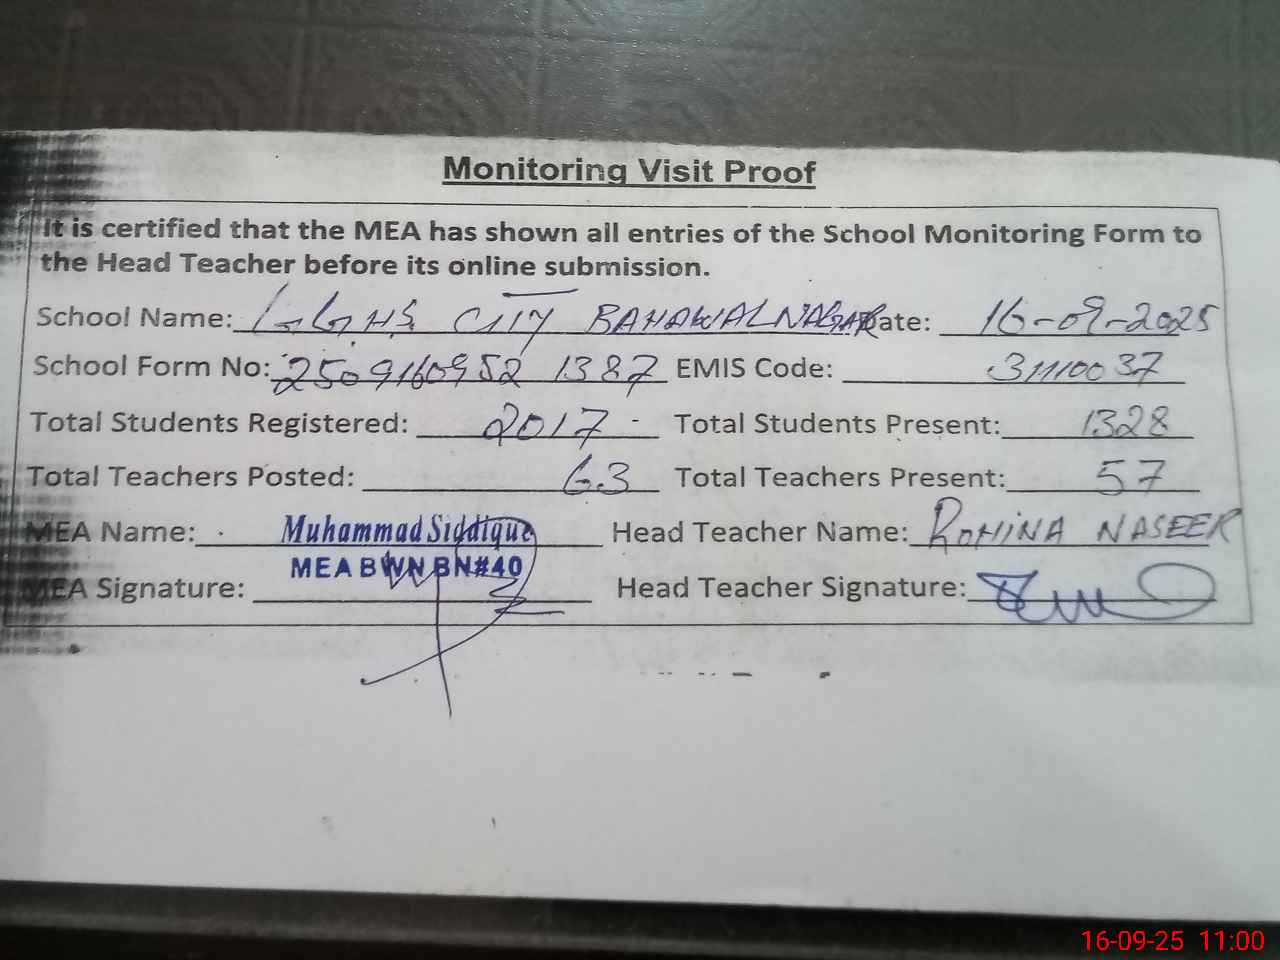 Monitoring Visit Proof
It is certified that the MEA has shown all entries of the School Monitoring Form to
the Head Teacher before its online submission.
School Name: GGHS CITY BAHAWALNAGAR Date: 16-09-2025
School Form No: 2509160952 1387 EMIS Code: 31110037
Total Students Registered: 2017 Total Students Present: 1328
Total Teachers Posted: 63 Total Teachers Present: 57
MEA Name: Muhammad Siddique Head Teacher Name: ROHINA NASEER
MEA BWN BN#40
MEA Signature: Head Teacher Signature:
16-09-25 11:00